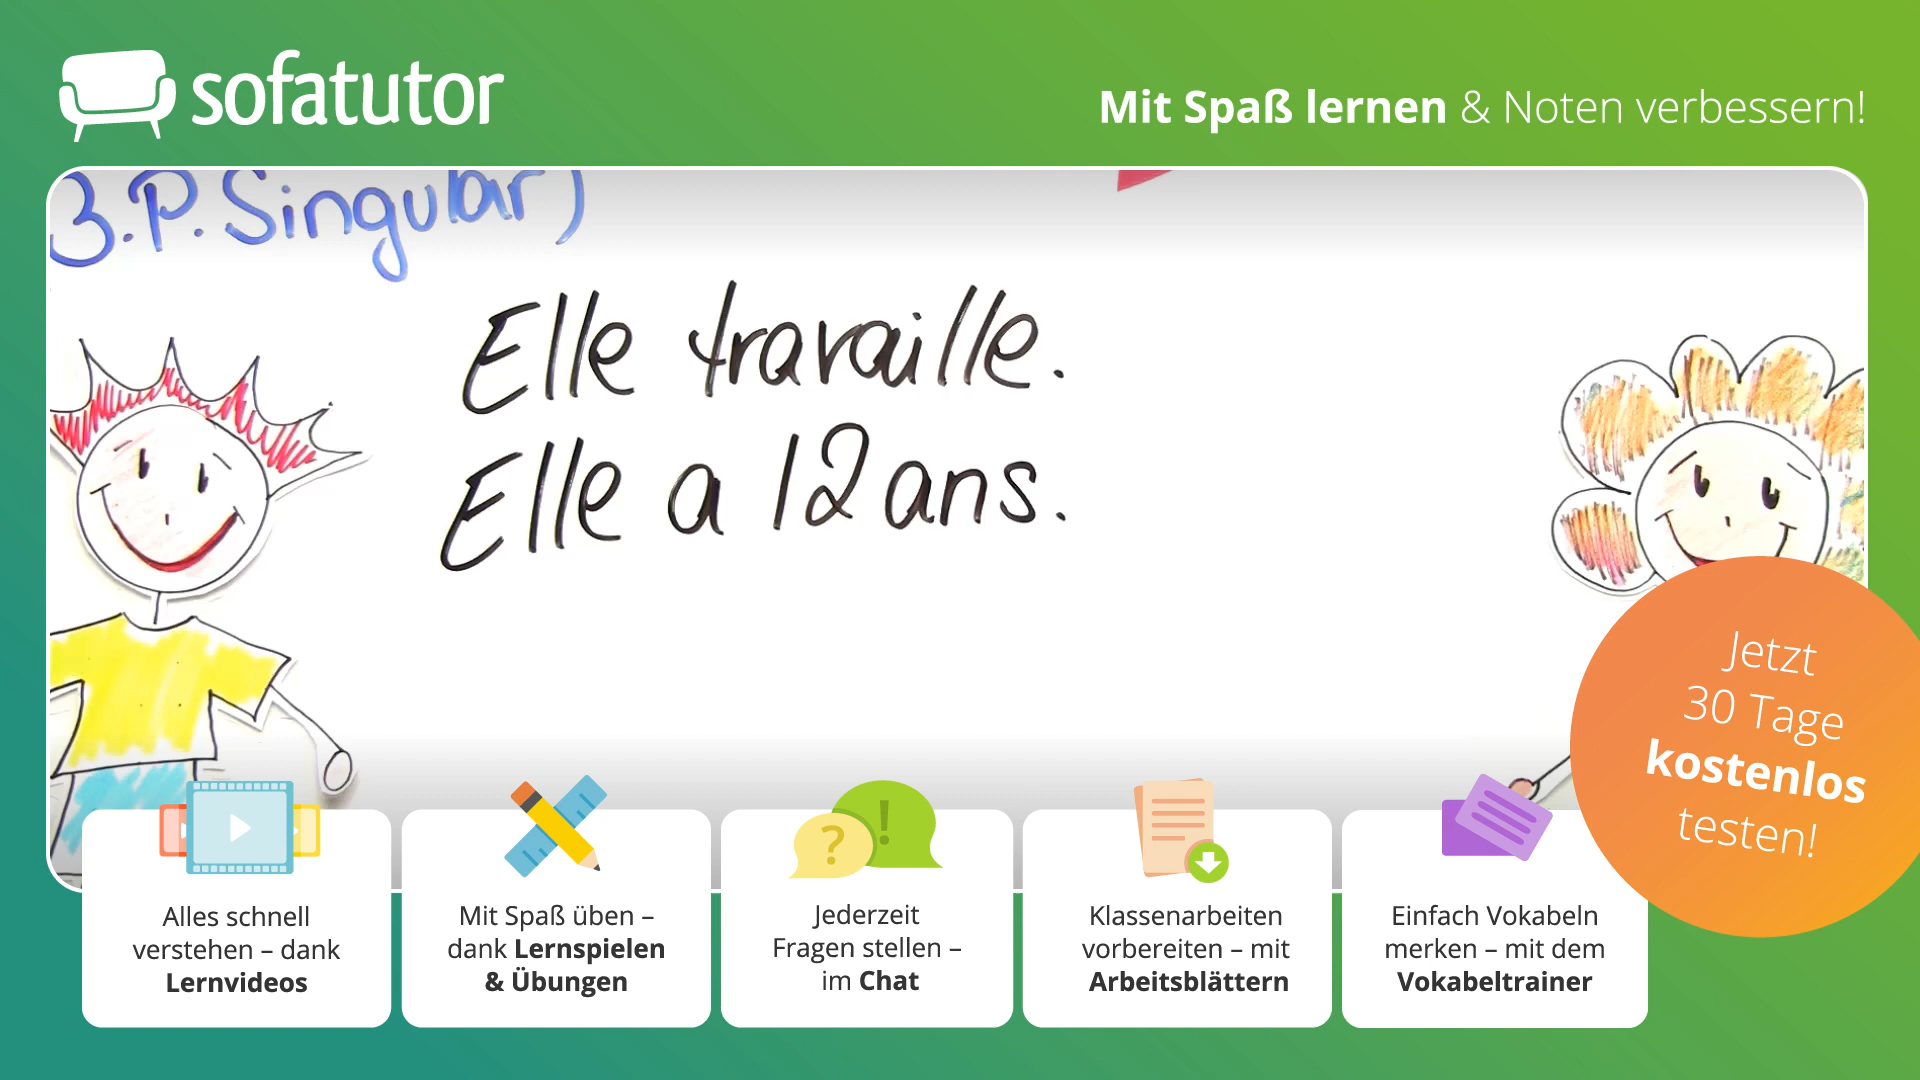 sofatutor
Mit Spaß lernen & Noten verbessern!
3.P. Singular)
Elle travaille.
Elle a 12 ans.
Jetzt
30 Tage
kostenlos
testen!
Alles schnell
verstehen – dank
Lernvideos
Mit Spaß üben –
dank Lernspielen
& Übungen
?
!
Jederzeit
Fragen stellen –
im Chat
Klassenarbeiten
vorbereiten – mit
Arbeitsblättern
Einfach Vokabeln
merken – mit dem
Vokabeltrainer